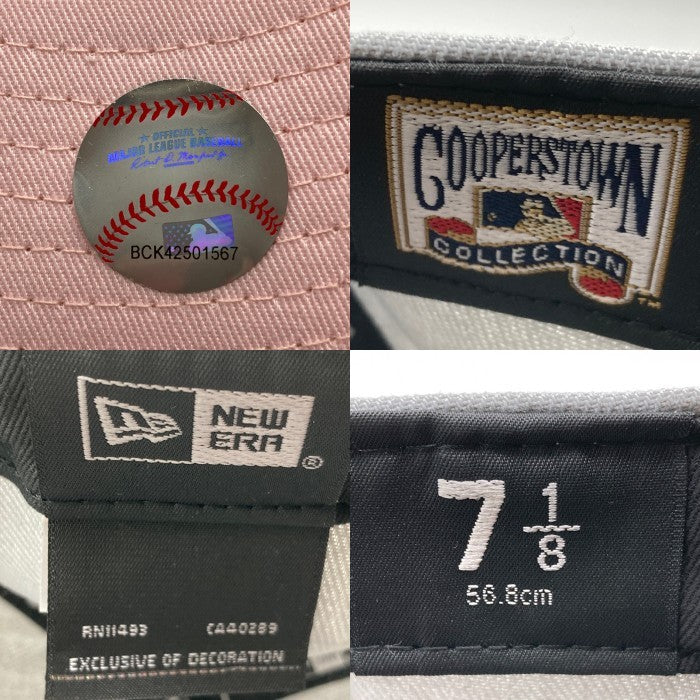 OFFICIAL
MAJOR LEAGUE BASEBALL
BCK42501567
COOPERSTOWN
COLLECTION
TM
NEW
ERA®
RN11493 CA40289
EXCLUSIVE OF DECORATION
7 1/8
56.8cm